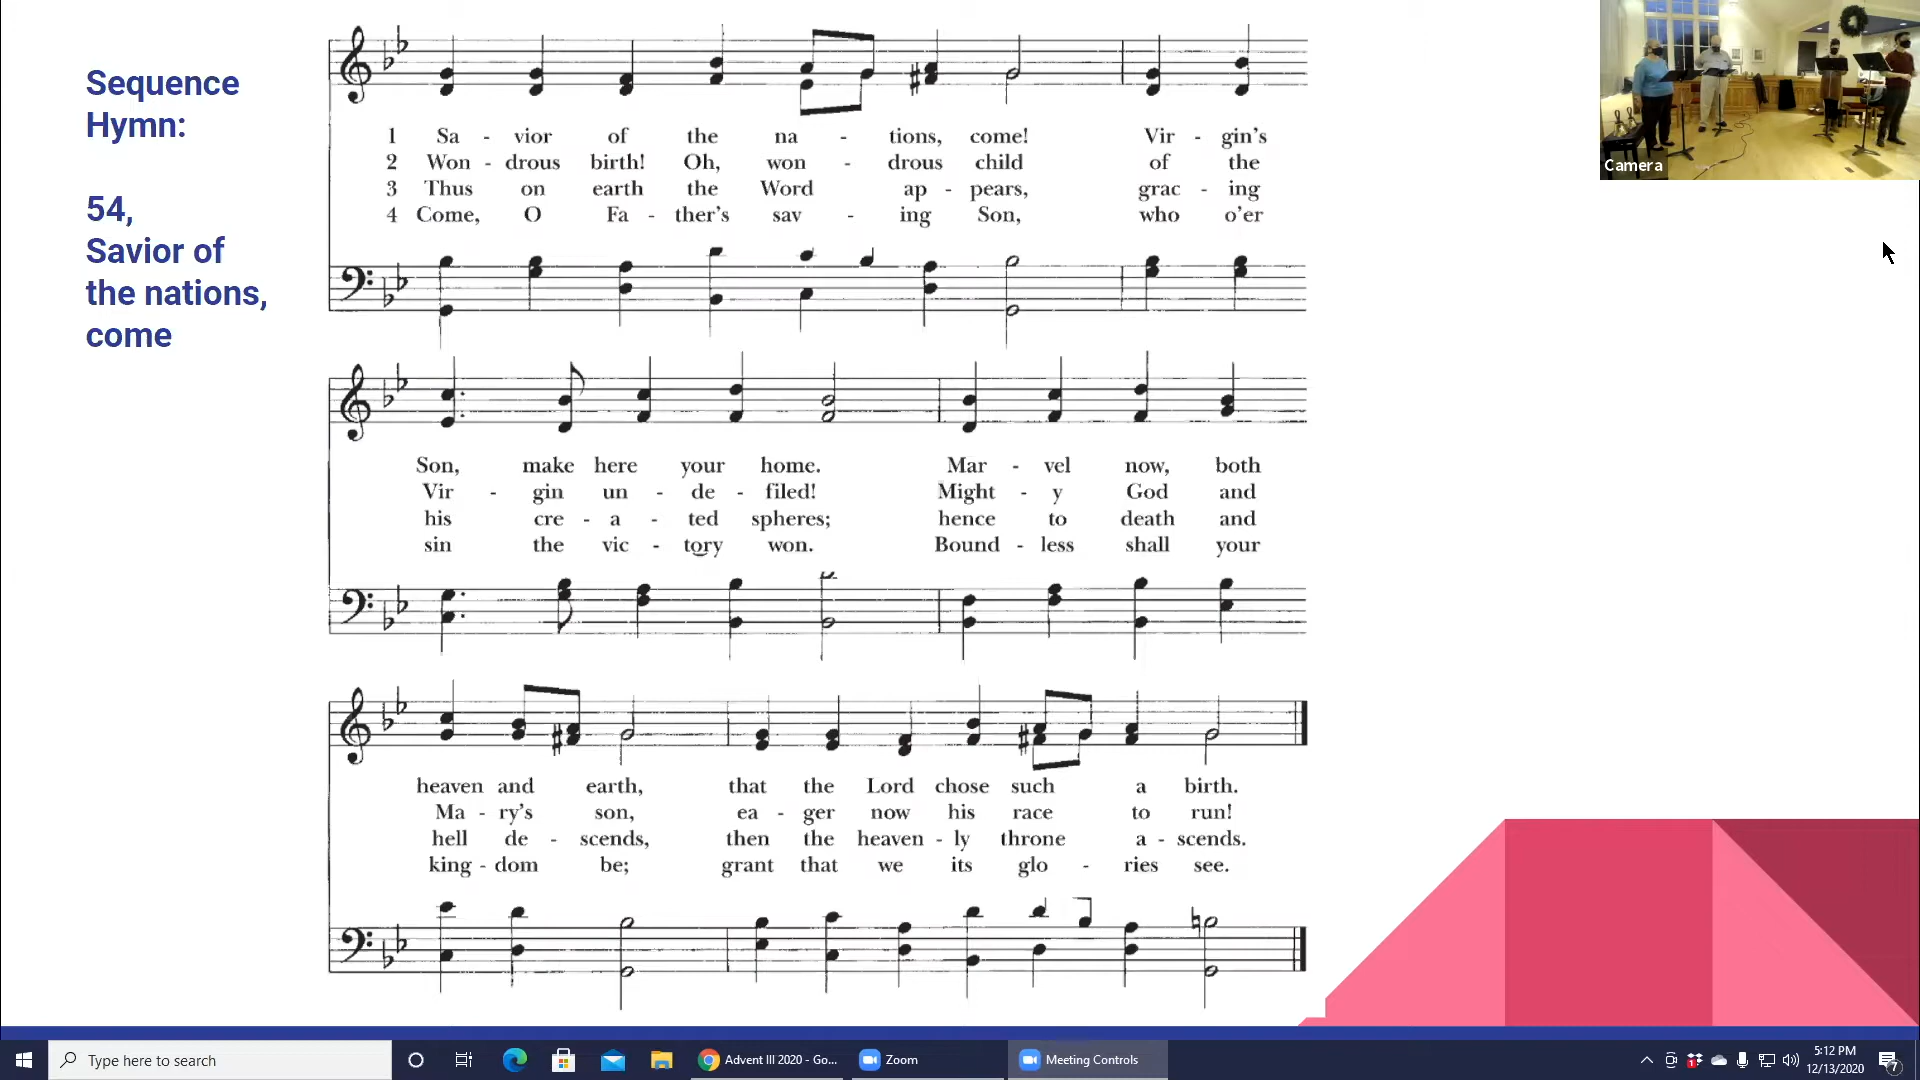 Sequence
Hymn:
54,
Savior of
the nations,
come
1 Sa - vior of the na - tions, come! Vir - gin's
2 Won - drous birth! Oh, won - drous child of the
3 Thus on earth the Word ap - pears, grac - ing
4 Come, O Fa - ther's sav - ing Son, who o'er
Son, make here your home. Mar - vel now, both
Vir - gin un - de - filed! Might - y God and
his cre - a - ted spheres; hence to death and
sin the vic - tory won. Bound - less shall your
heaven and earth, that the Lord chose such a birth.
Ma - ry's son, ea - ger now his race to run!
hell de - scends, then the heaven - ly throne a - scends.
king - dom be; grant that we its glo - ries see.
Camera
Type here to search
Advent III 2020 - Go...
Zoom
Meeting Controls
5:12 PM
12/13/2020
1
7